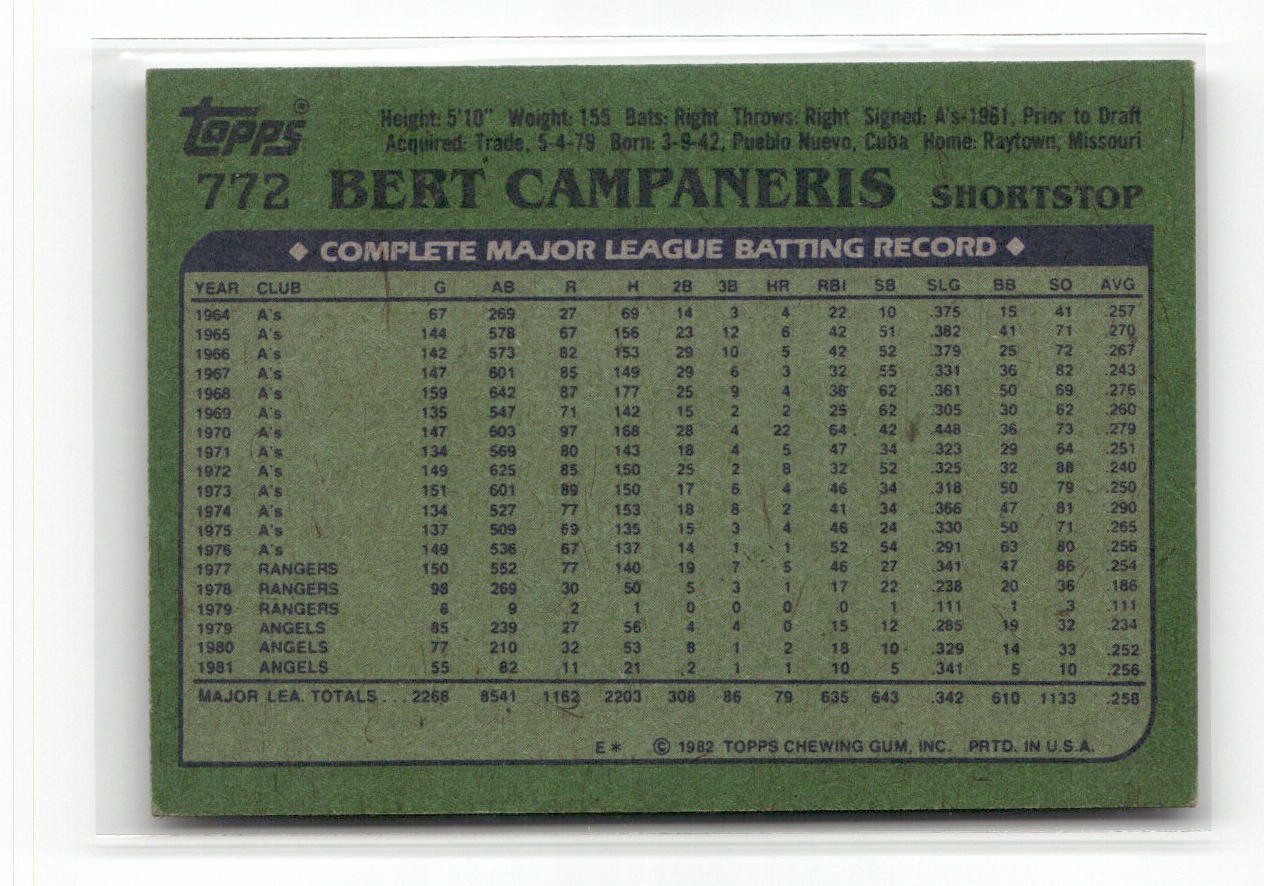 Topps®
Height: 5'10" Weight: 155 Bats: Right Throws: Right Signed: A's-1961, Prior to Draft
Acquired: Trade, 5-4-79 Born: 3-9-42, Pueblo Nuevo, Cuba Home: Raytown, Missouri
772 BERT CAMPANERIS SHORTSTOP
◆ COMPLETE MAJOR LEAGUE BATTING RECORD ◆
YEAR CLUB G AB R H 2B 3B HR RBI SB SLG BB SO AVG
1964 A's 67 269 27 69 14 3 4 22 10 .375 15 41 .257
1965 A's 144 578 67 156 23 12 6 42 51 .382 41 71 .270
1966 A's 142 573 82 153 29 10 5 42 52 .379 25 72 .267
1967 A's 147 601 85 149 29 6 3 32 55 .331 36 82 .243
1968 A's 159 642 87 177 25 9 4 38 62 .361 50 69 .276
1969 A's 135 547 71 142 15 2 2 25 62 .305 30 62 .260
1970 A's 147 603 97 168 28 4 22 64 42 .448 36 73 .279
1971 A's 134 569 80 143 18 4 5 47 34 .323 29 64 .251
1972 A's 149 625 85 150 25 2 8 32 52 .325 32 88 .240
1973 A's 151 601 89 150 17 6 4 46 34 .318 50 79 .250
1974 A's 134 527 77 153 18 8 2 41 34 .366 47 81 .290
1975 A's 137 509 69 135 15 3 4 46 24 .330 50 71 .265
1976 A's 149 536 67 137 14 1 1 52 54 .291 63 80 .256
1977 RANGERS 150 552 77 140 19 7 5 46 27 .341 47 86 .254
1978 RANGERS 98 269 30 50 5 3 1 17 22 .238 20 36 .186
1979 RANGERS 8 9 2 1 0 0 0 0 1 .111 1 3 .111
1979 ANGELS 85 239 27 56 4 4 0 15 12 .285 19 32 .234
1980 ANGELS 77 210 32 53 8 1 2 18 10 .329 14 33 .252
1981 ANGELS 55 82 11 21 2 1 1 10 5 .341 5 10 .256
MAJOR LEA. TOTALS... 2268 8541 1162 2203 308 86 79 635 643 .342 610 1133 .258
E* © 1982 TOPPS CHEWING GUM, INC. PRTD. IN U.S.A.